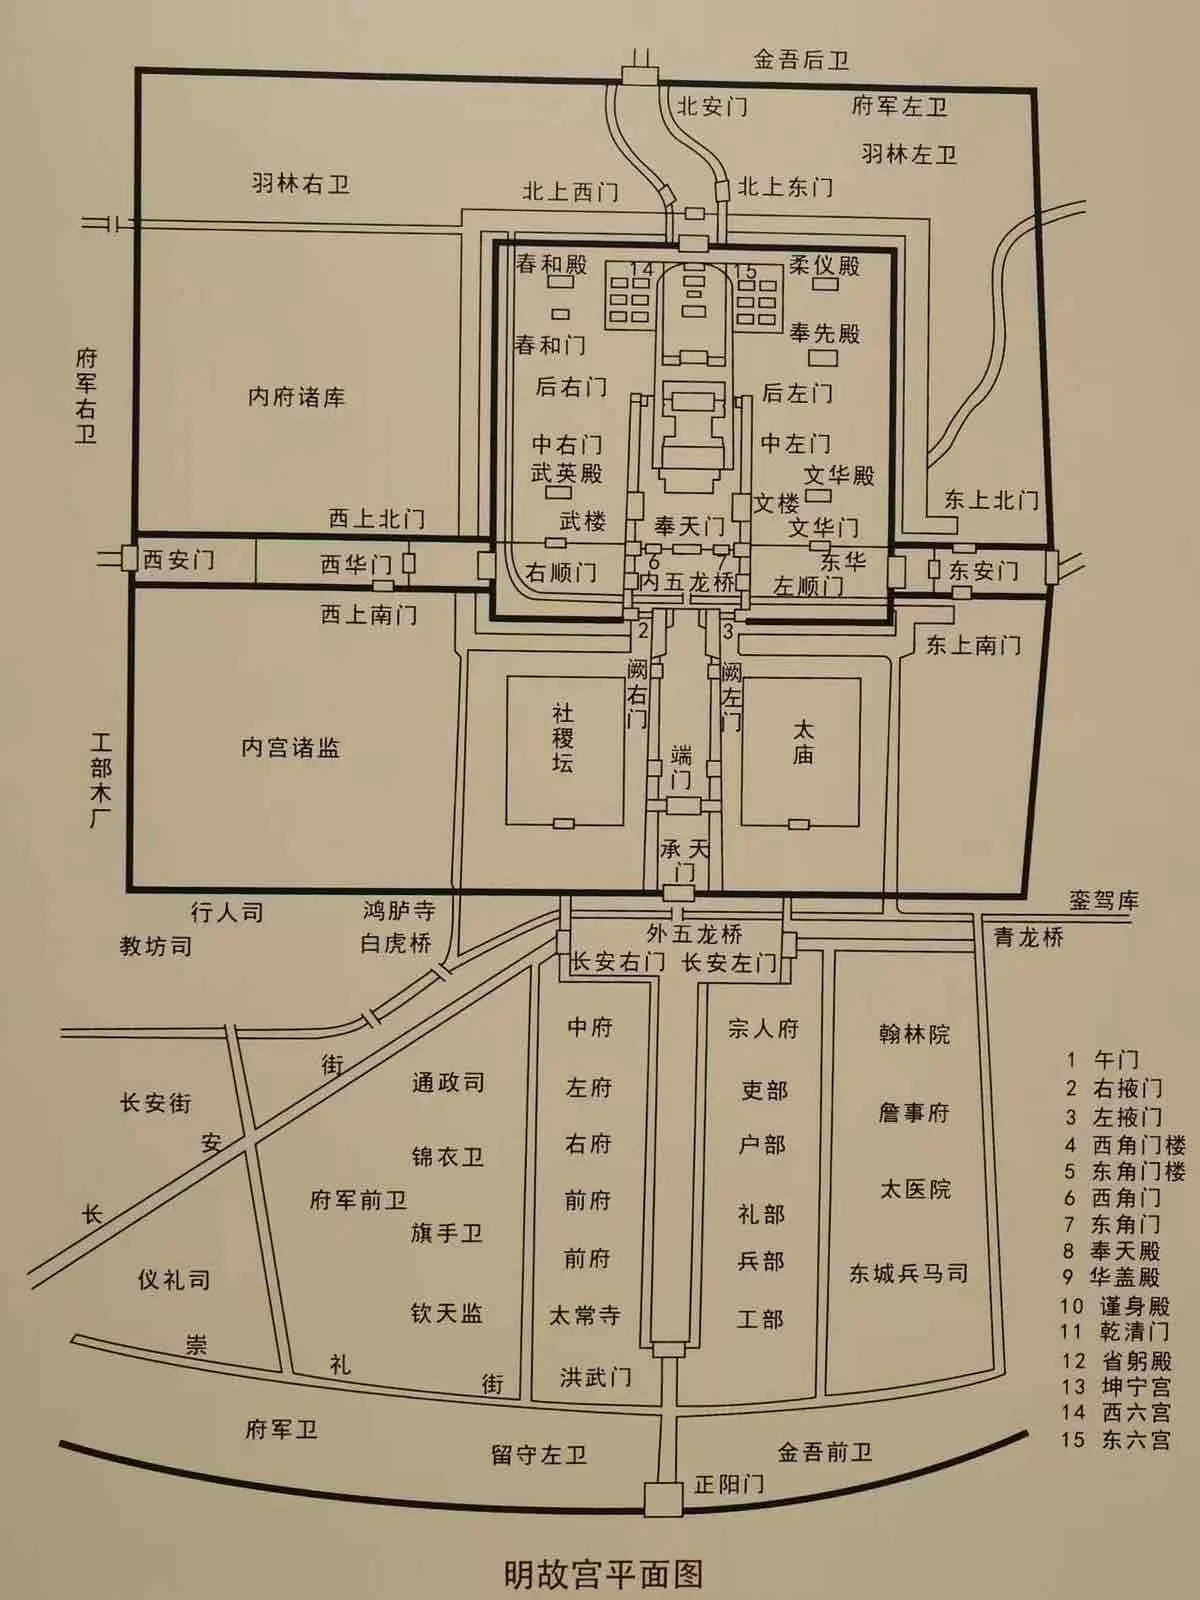 金吾后卫
北安门
府军左卫
羽林左卫
羽林右卫
北上西门
北上东门
春和殿
14
15
柔仪殿
春和门
奉先殿
府军右卫
内府诸库
后右门
后左门
中右门
中左门
武英殿
文华殿
武楼
文楼
奉天门
文华门
西上北门
东上北门
西安门
西华门
右顺门
6
7
内五龙桥
东华
左顺门
东安门
西上南门
2
3
东上南门
阙右门
阙左门
社稷坛
太庙
端门
工部木厂
内宫诸监
承天门
行人司
鸿胪寺
銮驾库
教坊司
白虎桥
外五龙桥
青龙桥
长安右门
长安左门
中府
宗人府
翰林院
长安街
通政司
左府
吏部
詹事府
锦衣卫
右府
户部
太医院
府军前卫
旗手卫
前府
礼部
前府
兵部
东城兵马司
长安街
仪礼司
钦天监
太常寺
工部
崇礼街
洪武门
府军卫
留守左卫
金吾前卫
正阳门
1 午门
2 右掖门
3 左掖门
4 西角门楼
5 东角门楼
6 西角门
7 东角门
8 奉天殿
9 华盖殿
10 谨身殿
11 乾清门
12 省躬殿
13 坤宁宫
14 西六宫
15 东六宫
明故宫平面图